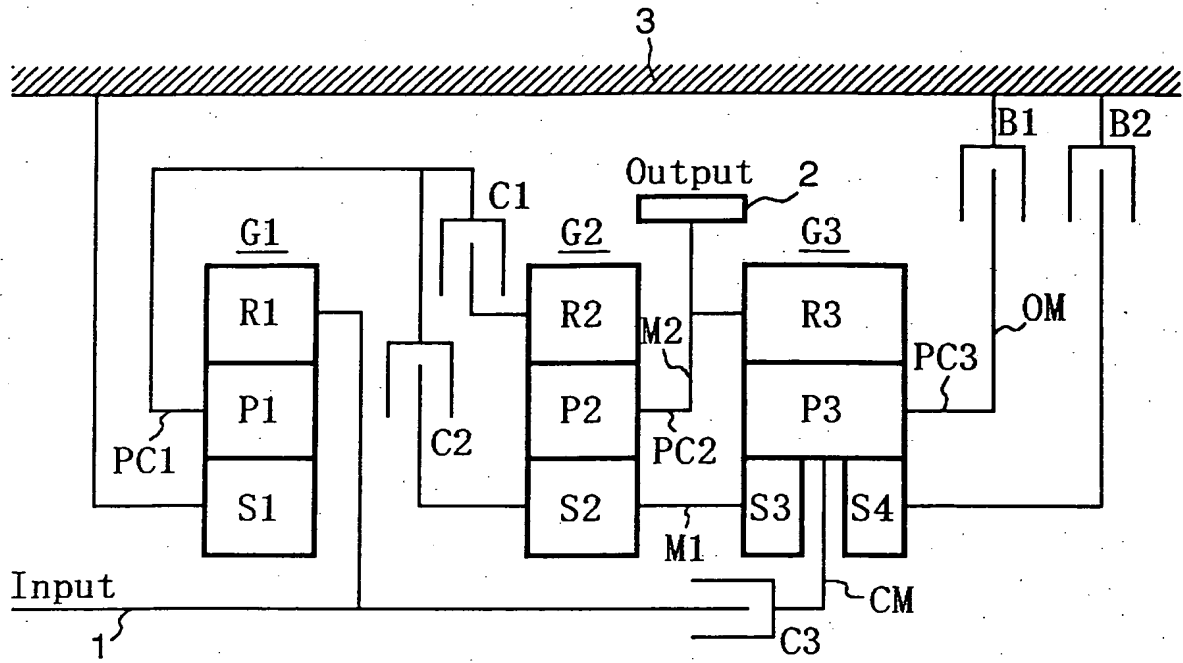 3
B1
B2
Output
2
C1
G1
G2
G3
R1
R2
R3
M2
OM
PC3
P1
P2
P3
PC1
C2
PC2
S1
S2
S3
S4
M1
Input
CM
1
C3